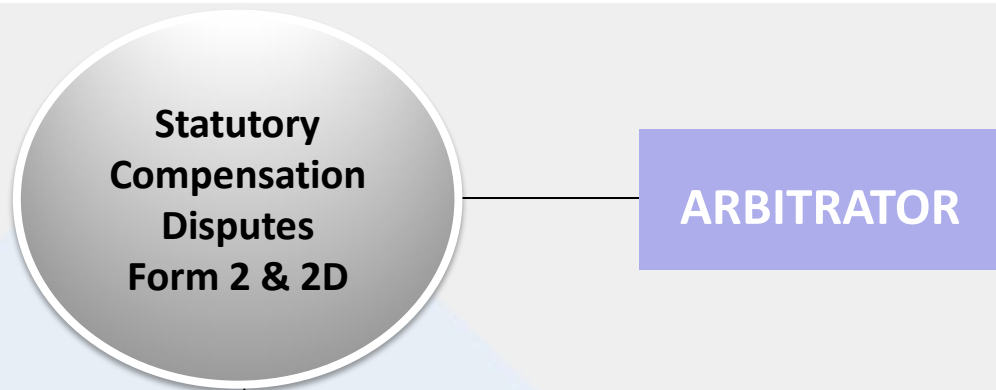 Statutory
Compensation
Disputes
Form 2 & 2D
ARBITRATOR